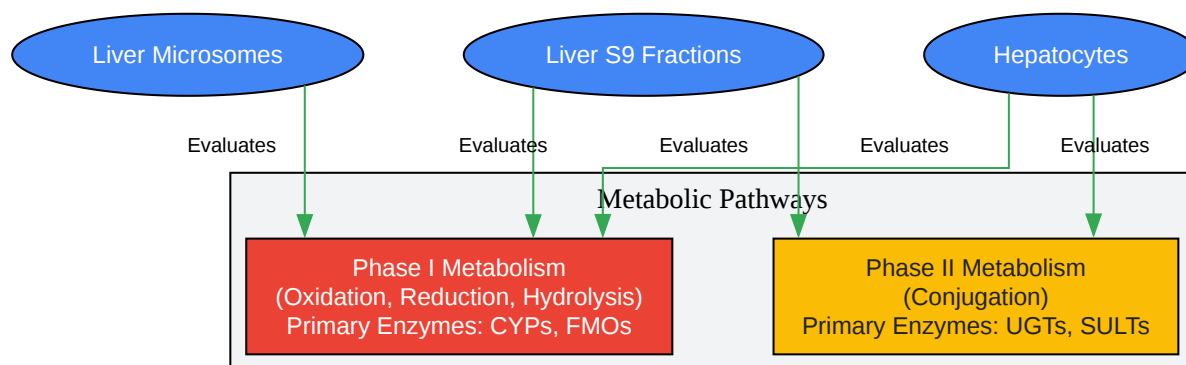 Liver Microsomes
Liver S9 Fractions
Hepatocytes
Evaluates
Evaluates
Evaluates
Evaluates
Evaluates
Metabolic Pathways
Phase I Metabolism
(Oxidation, Reduction, Hydrolysis)
Primary Enzymes: CYPs, FMOs
Phase II Metabolism
(Conjugation)
Primary Enzymes: UGTs, SULTs